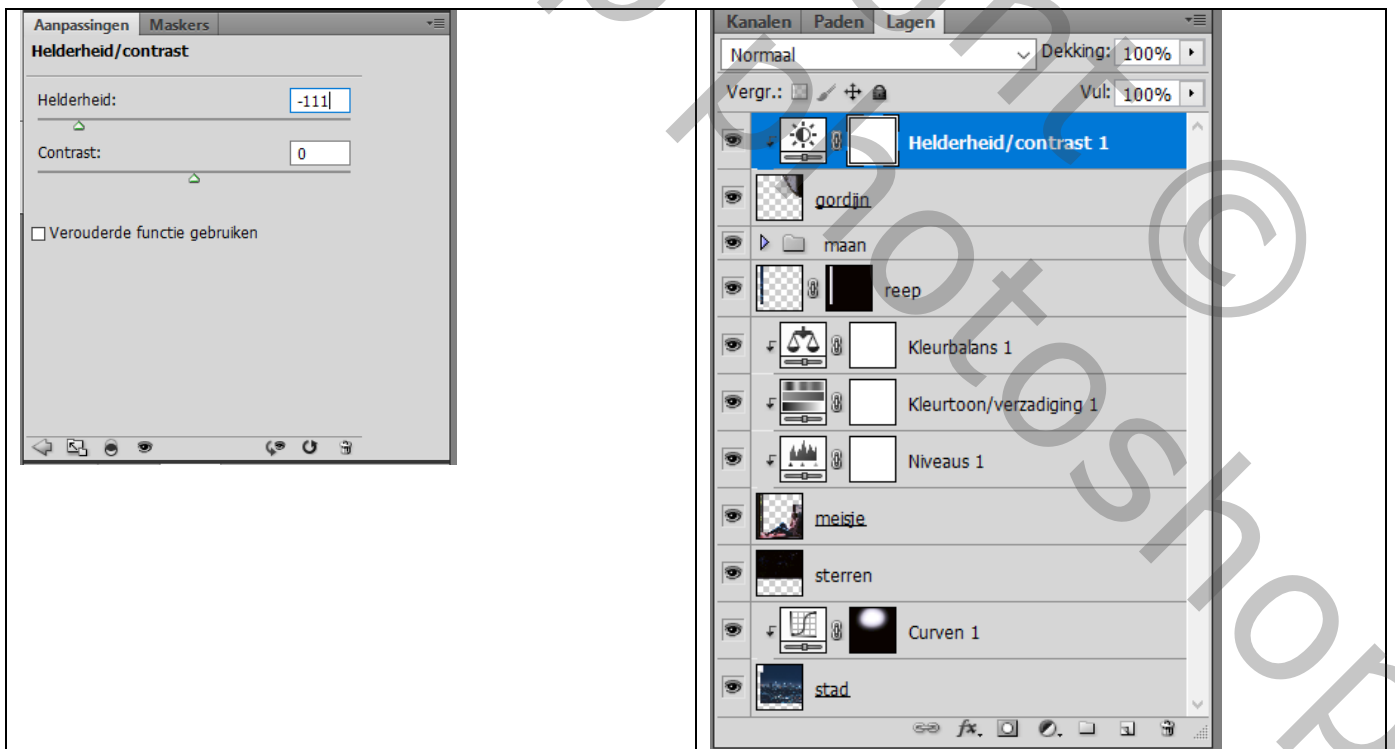 Aanpassingen Maskers
Helderheid/contrast
Helderheid: -111
Contrast: 0
Verouderde functie gebruiken
Kanalen Paden Lagen
Normaal Dekking: 100%
Vergr.: Vul: 100%
Helderheid/contrast 1
gordijn
maan
reep
Kleurbalans 1
Kleurtoon/verzadiging 1
Niveaus 1
meisje
sterren
Curven 1
stad
fx.
©
photoshop